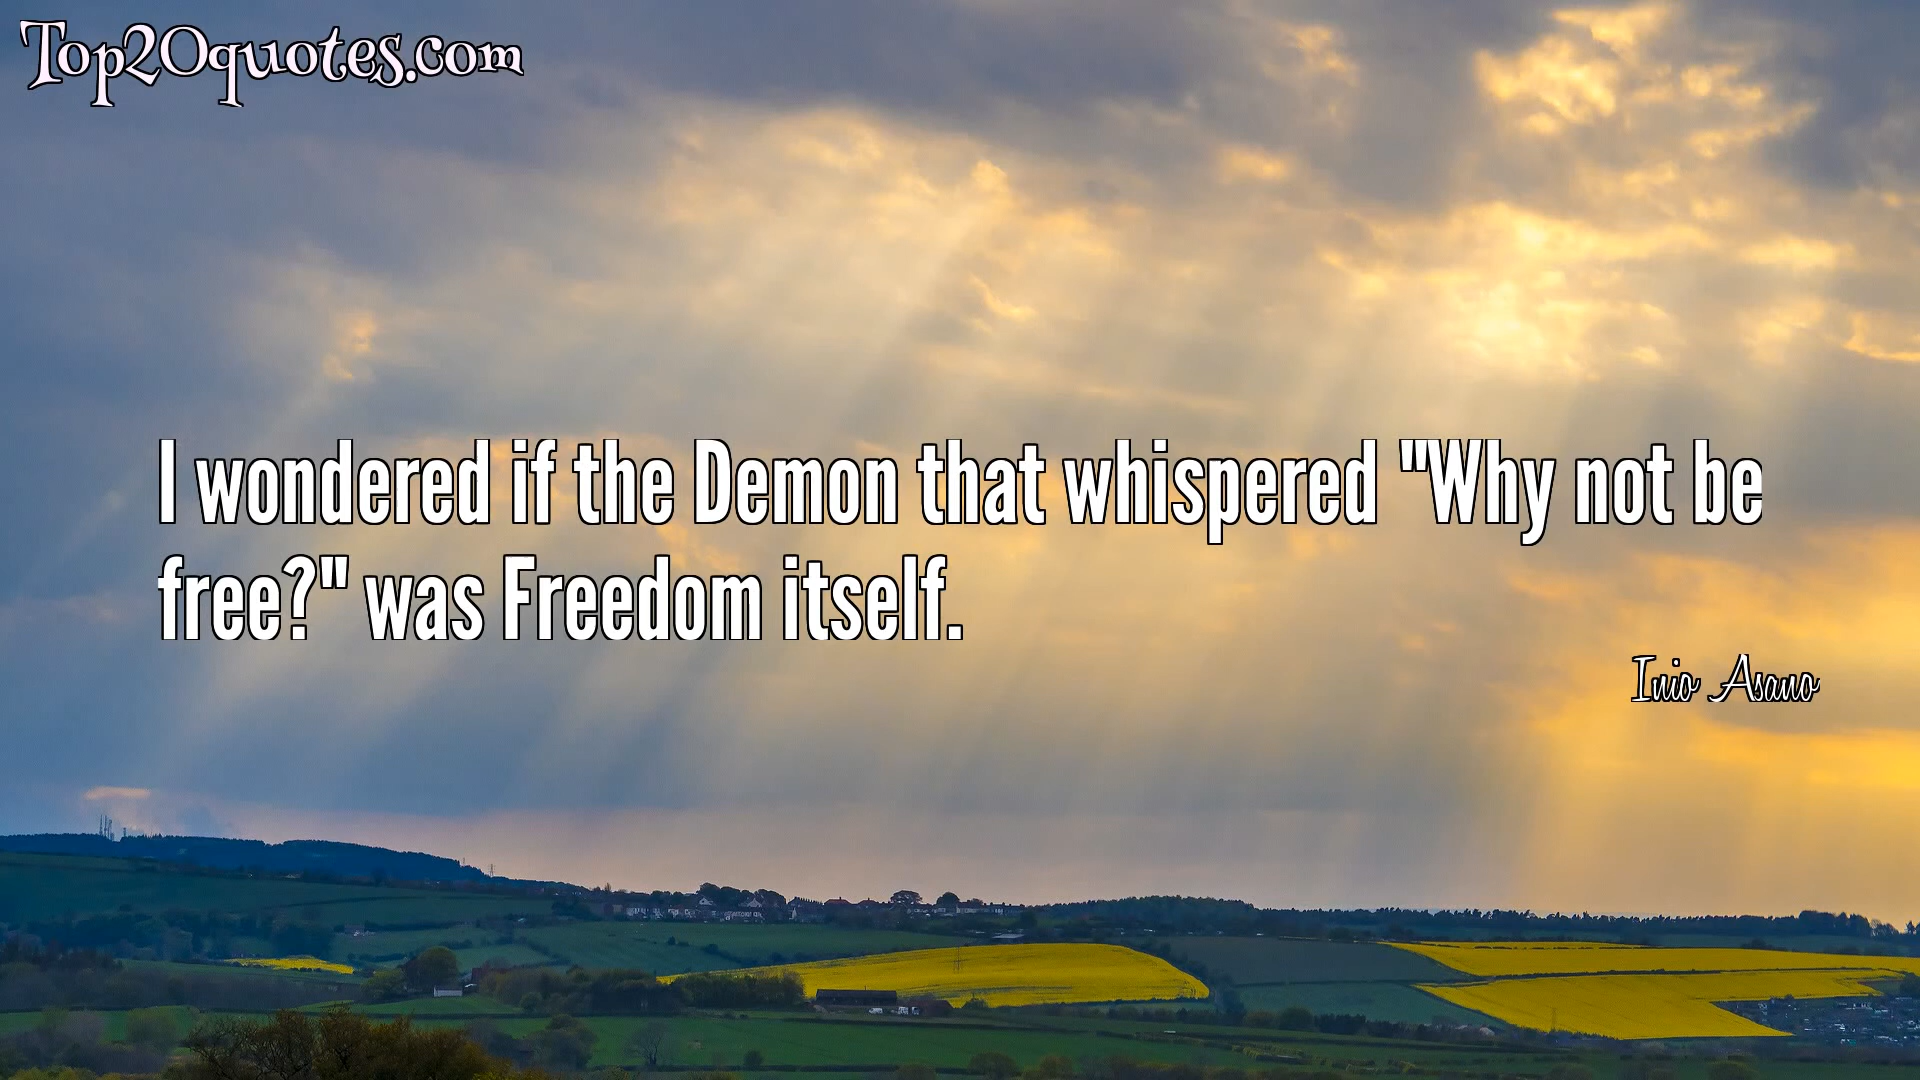 Top20quotes.com
I wondered if the Demon that whispered "Why not be
free?" was Freedom itself.
Inio Asano